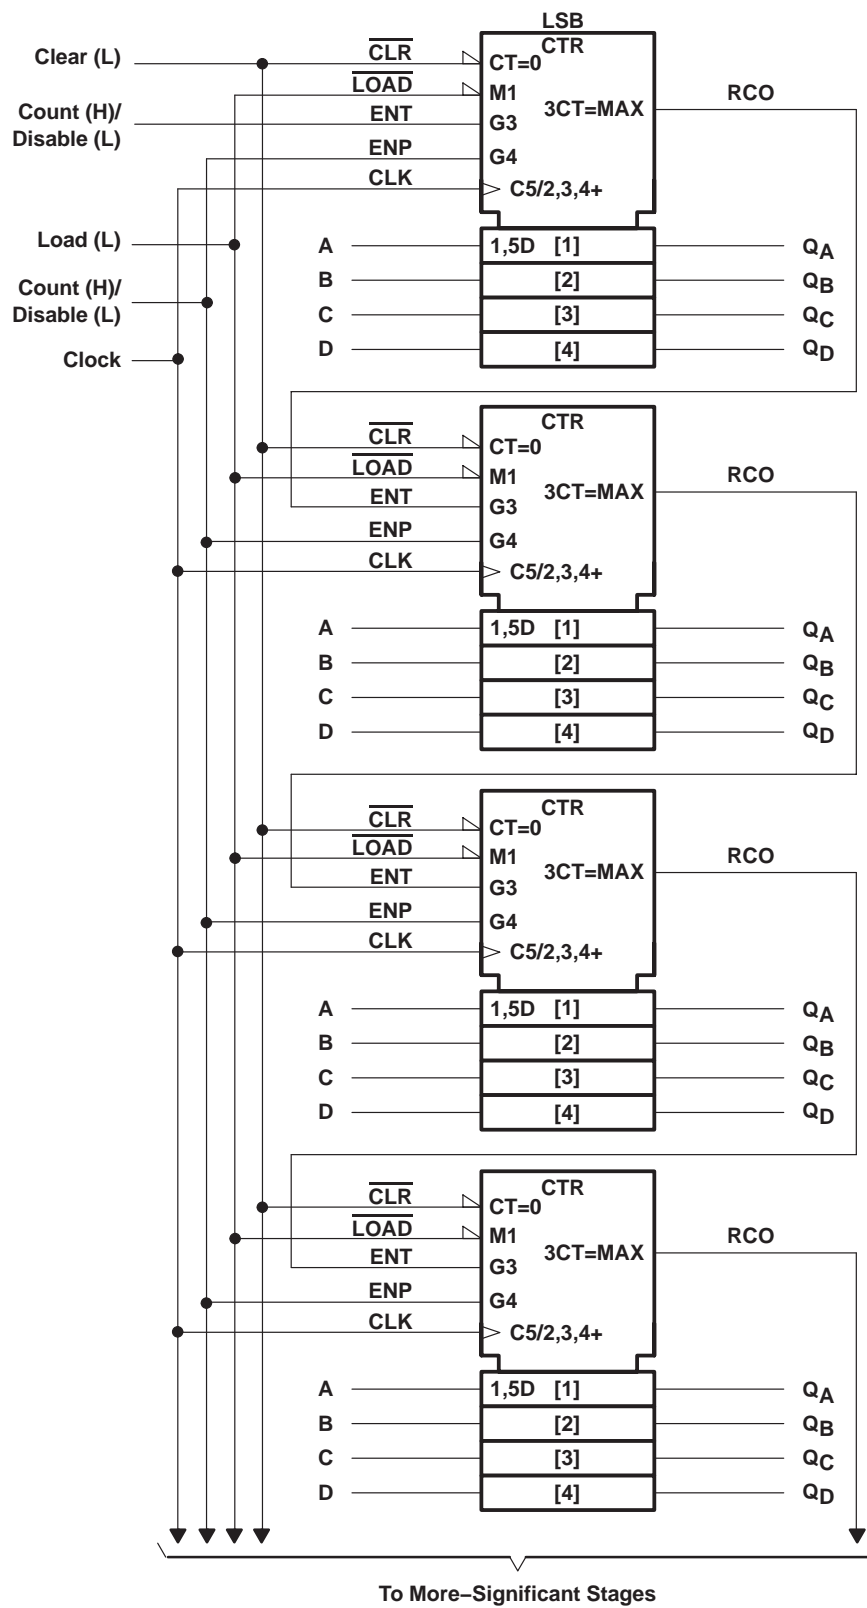 LSB
CTR
Clear (L)
CLR
CT=0
LOAD
M1
3CT=MAX
RCO
Count (H)/
Disable (L)
ENT
G3
ENP
G4
CLK
C5/2,3,4+
Load (L)
A
1,5D [1]
QA
Count (H)/
Disable (L)
B
[2]
QB
C
[3]
QC
Clock
D
[4]
QD
CTR
CLR
CT=0
LOAD
M1
3CT=MAX
RCO
ENT
G3
ENP
G4
CLK
C5/2,3,4+
A
1,5D [1]
QA
B
[2]
QB
C
[3]
QC
D
[4]
QD
CTR
CLR
CT=0
LOAD
M1
3CT=MAX
RCO
ENT
G3
ENP
G4
CLK
C5/2,3,4+
A
1,5D [1]
QA
B
[2]
QB
C
[3]
QC
D
[4]
QD
CTR
CLR
CT=0
LOAD
M1
3CT=MAX
RCO
ENT
G3
ENP
G4
CLK
C5/2,3,4+
A
1,5D [1]
QA
B
[2]
QB
C
[3]
QC
D
[4]
QD
To More–Significant Stages